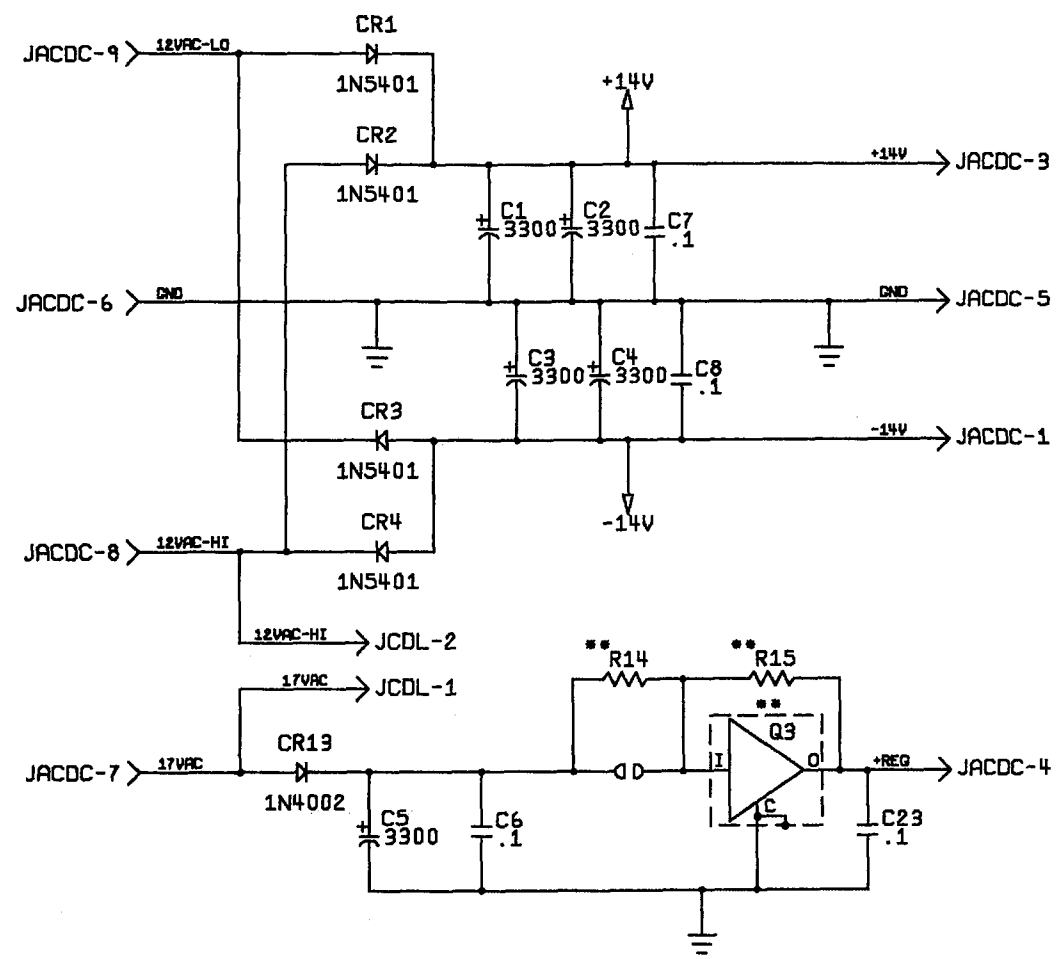 CR1
JACDC-9
12VAC-LO
1N5401
+14V
CR2
1N5401
+14V
JACDC-3
+
C1
3300
+
C2
3300
C7
.1
JACDC-6
GND
GND
JACDC-5
+
C3
3300
+
C4
3300
C8
.1
CR3
1N5401
-14V
JACDC-1
CR4
-14V
JACDC-8
12VAC-HI
1N5401
12VAC-HI
JCDL-2
**
R14
**
R15
17VAC
JCDL-1
**
Q3
CR13
JACDC-7
17VAC
I
O
+REG
JACDC-4
1N4002
C
+
C5
3300
C6
.1
C23
.1